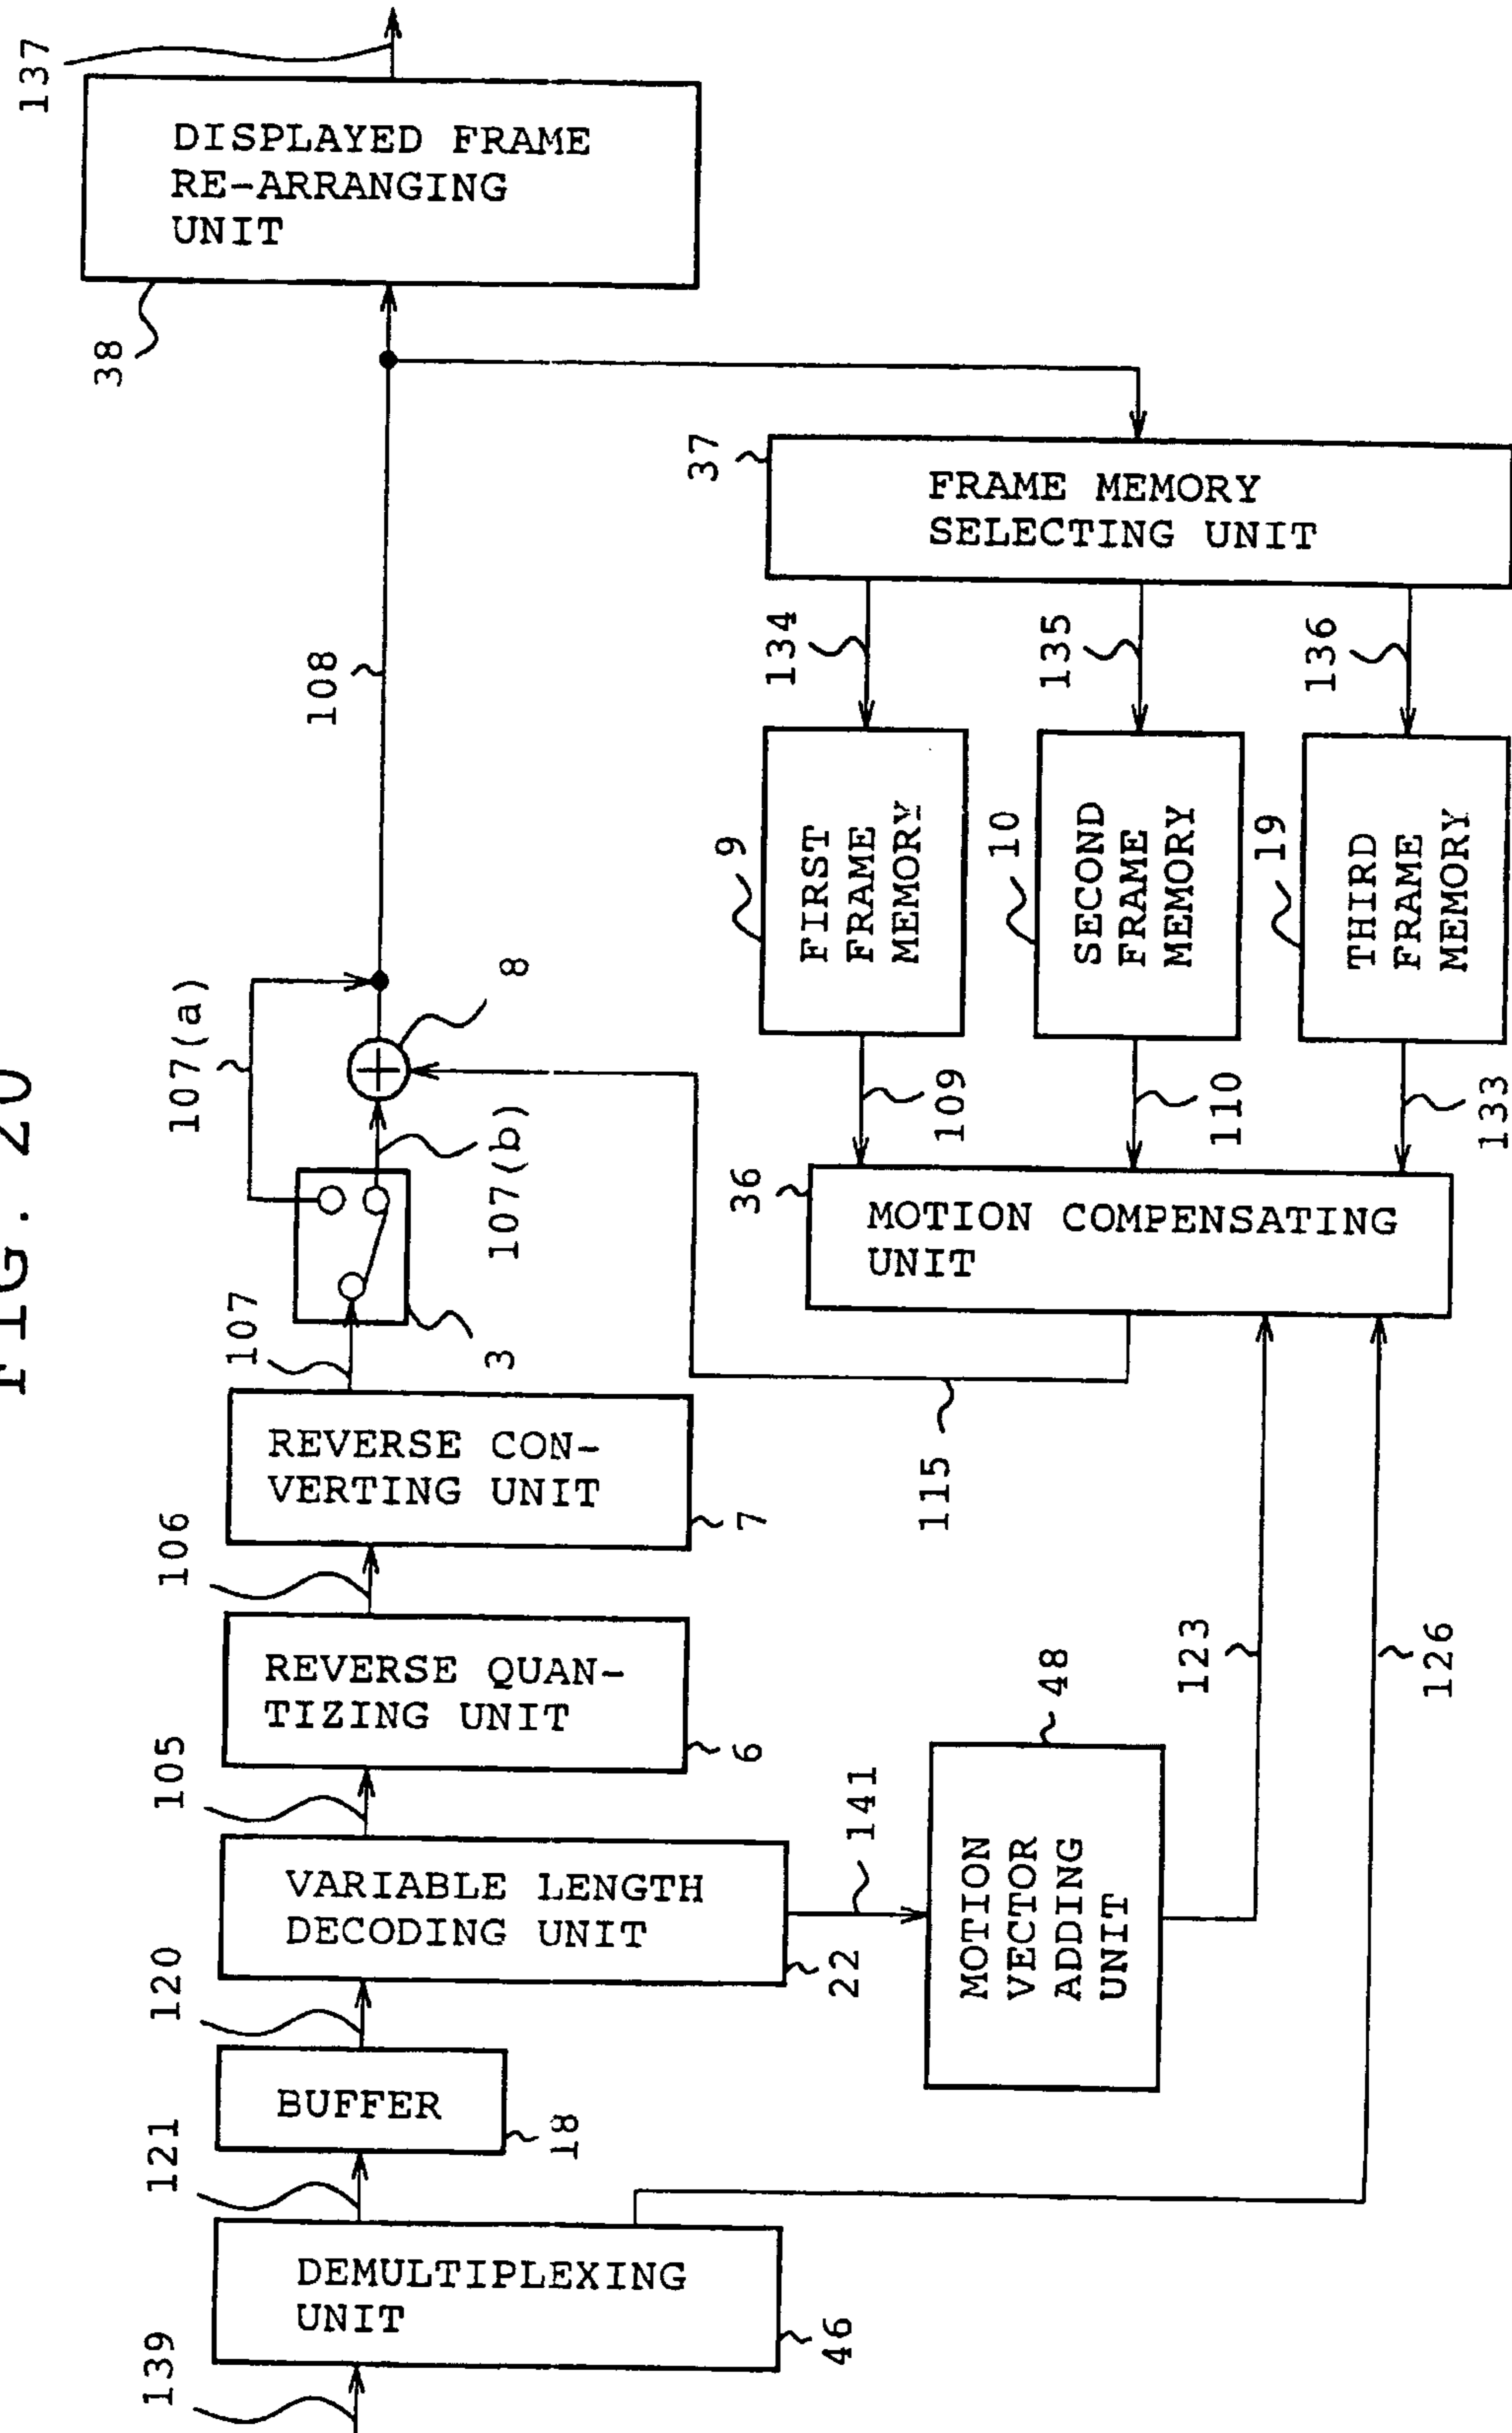 FIG. 20
139
DEMULTIPLEXING
UNIT
46
121
BUFFER
18
120
VARIABLE LENGTH
DECODING UNIT
22
105
REVERSE QUAN-
TIZING UNIT
6
106
REVERSE CON-
VERTING UNIT
7
107
3
107(a)
107(b)
8
108
38
DISPLAYED FRAME
RE-ARRANGING
UNIT
137
141
MOTION
VECTOR
ADDING
UNIT
48
123
126
115
36
MOTION COMPENSATING
UNIT
109
110
133
9
FIRST
FRAME
MEMORY
10
SECOND
FRAME
MEMORY
19
THIRD
FRAME
MEMORY
134
135
136
37
FRAME MEMORY
SELECTING UNIT